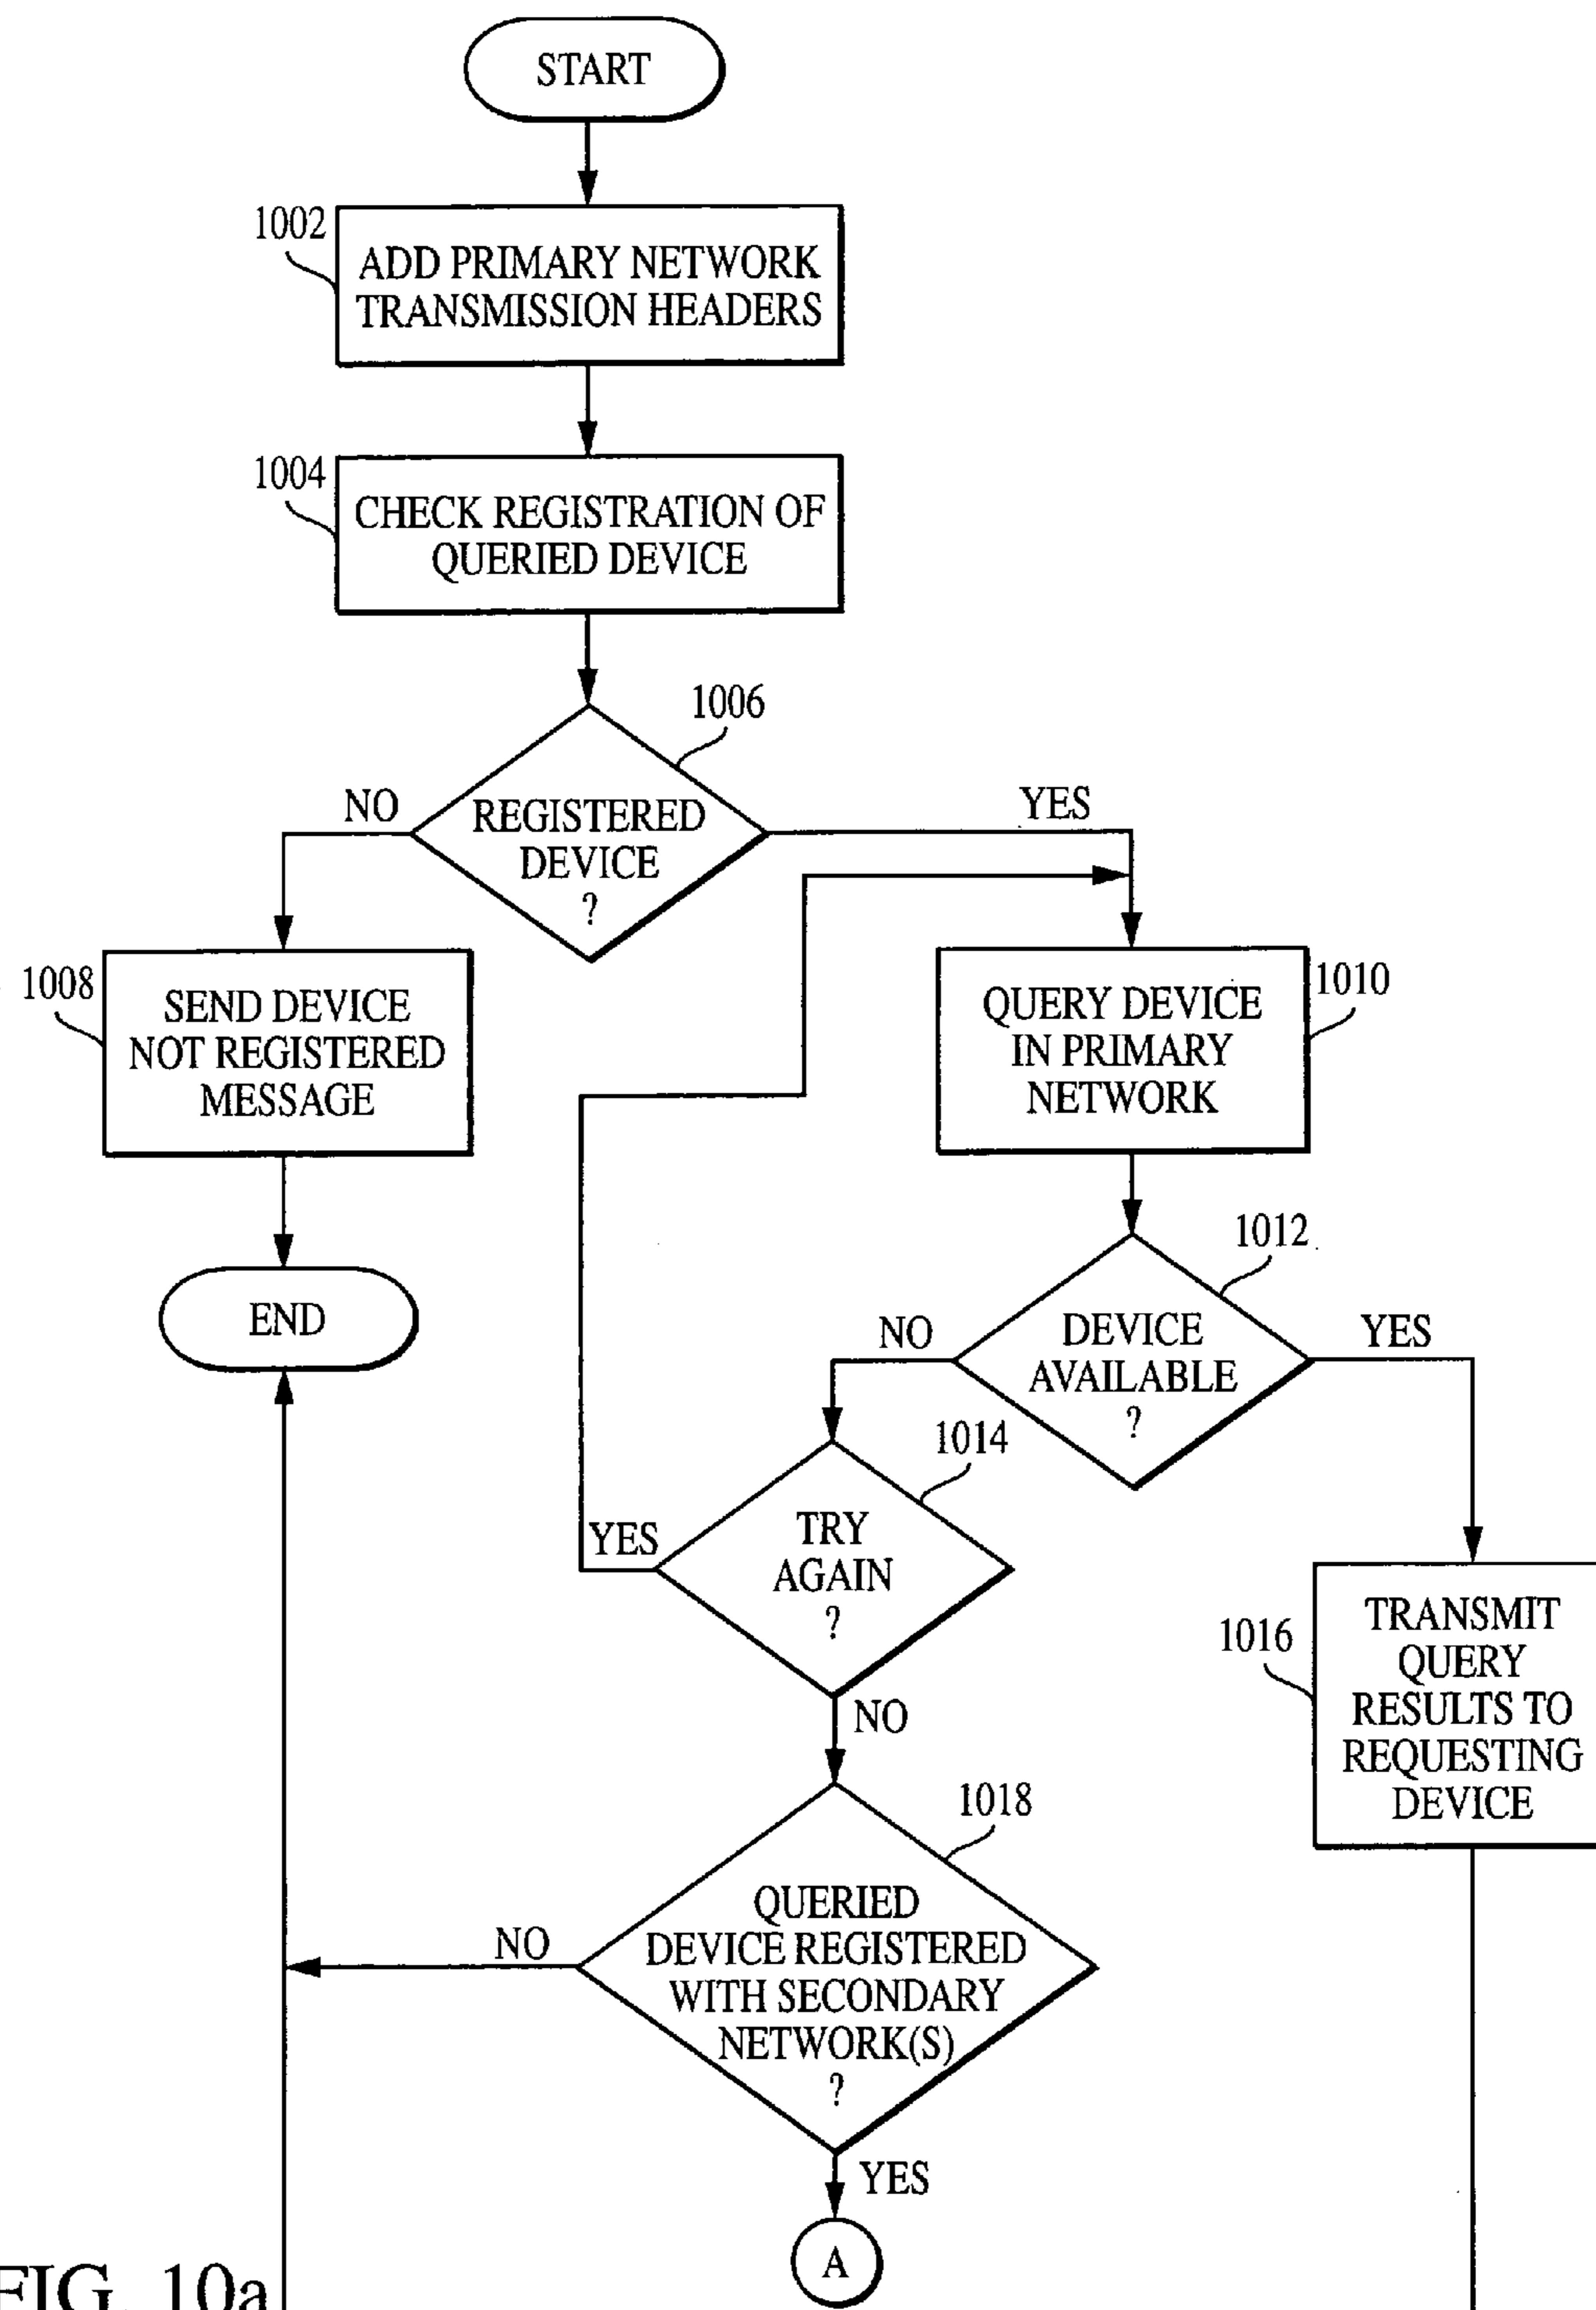 START
1002
ADD PRIMARY NETWORK
TRANSMISSION HEADERS
1004
CHECK REGISTRATION OF
QUERIED DEVICE
1006
NO
REGISTERED
DEVICE
?
YES
1008
SEND DEVICE
NOT REGISTERED
MESSAGE
QUERY DEVICE
IN PRIMARY
NETWORK
1010
END
1012
NO
DEVICE
AVAILABLE
?
YES
1014
YES
TRY
AGAIN
?
NO
1016
TRANSMIT
QUERY
RESULTS TO
REQUESTING
DEVICE
1018
NO
QUERIED
DEVICE REGISTERED
WITH SECONDARY
NETWORK(S)
?
YES
A
FIG. 10a